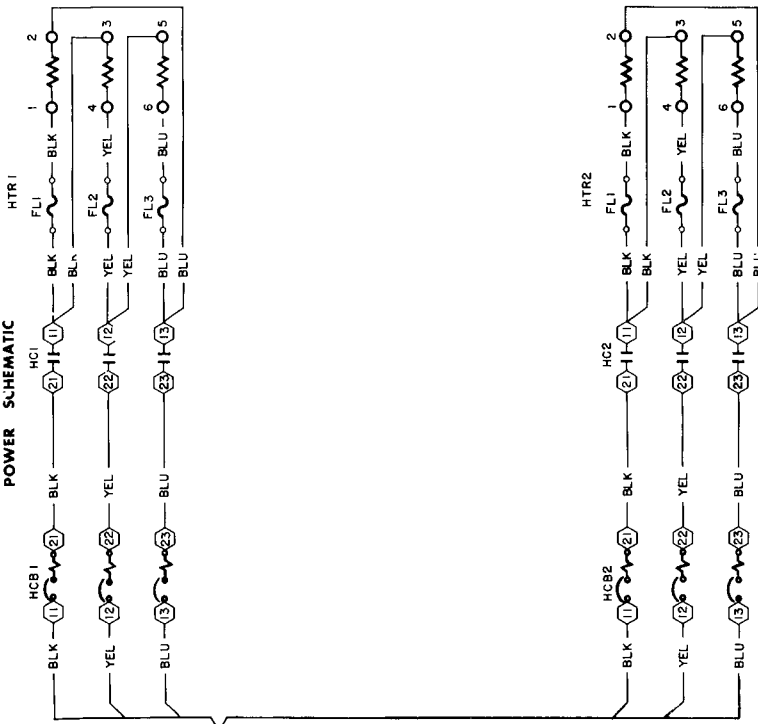 POWER SCHEMATIC HTR1
HCB1 HC1 FL1 1 2
BLK 11 21 BLK 21 11 BLK BLK
BLK
FL2 4 3
YEL 12 22 YEL 22 12 YEL YEL
YEL
FL3 6 5
BLU 13 23 BLU 23 13 BLU BLU
BLU
HTR2
HCB2 HC2 FL1 1 2
BLK 11 21 BLK 21 11 BLK BLK
BLK
FL2 4 3
YEL 12 22 YEL 22 12 YEL YEL
YEL
FL3 6 5
BLU 13 23 BLU 23 13 BLU BLU
BLU